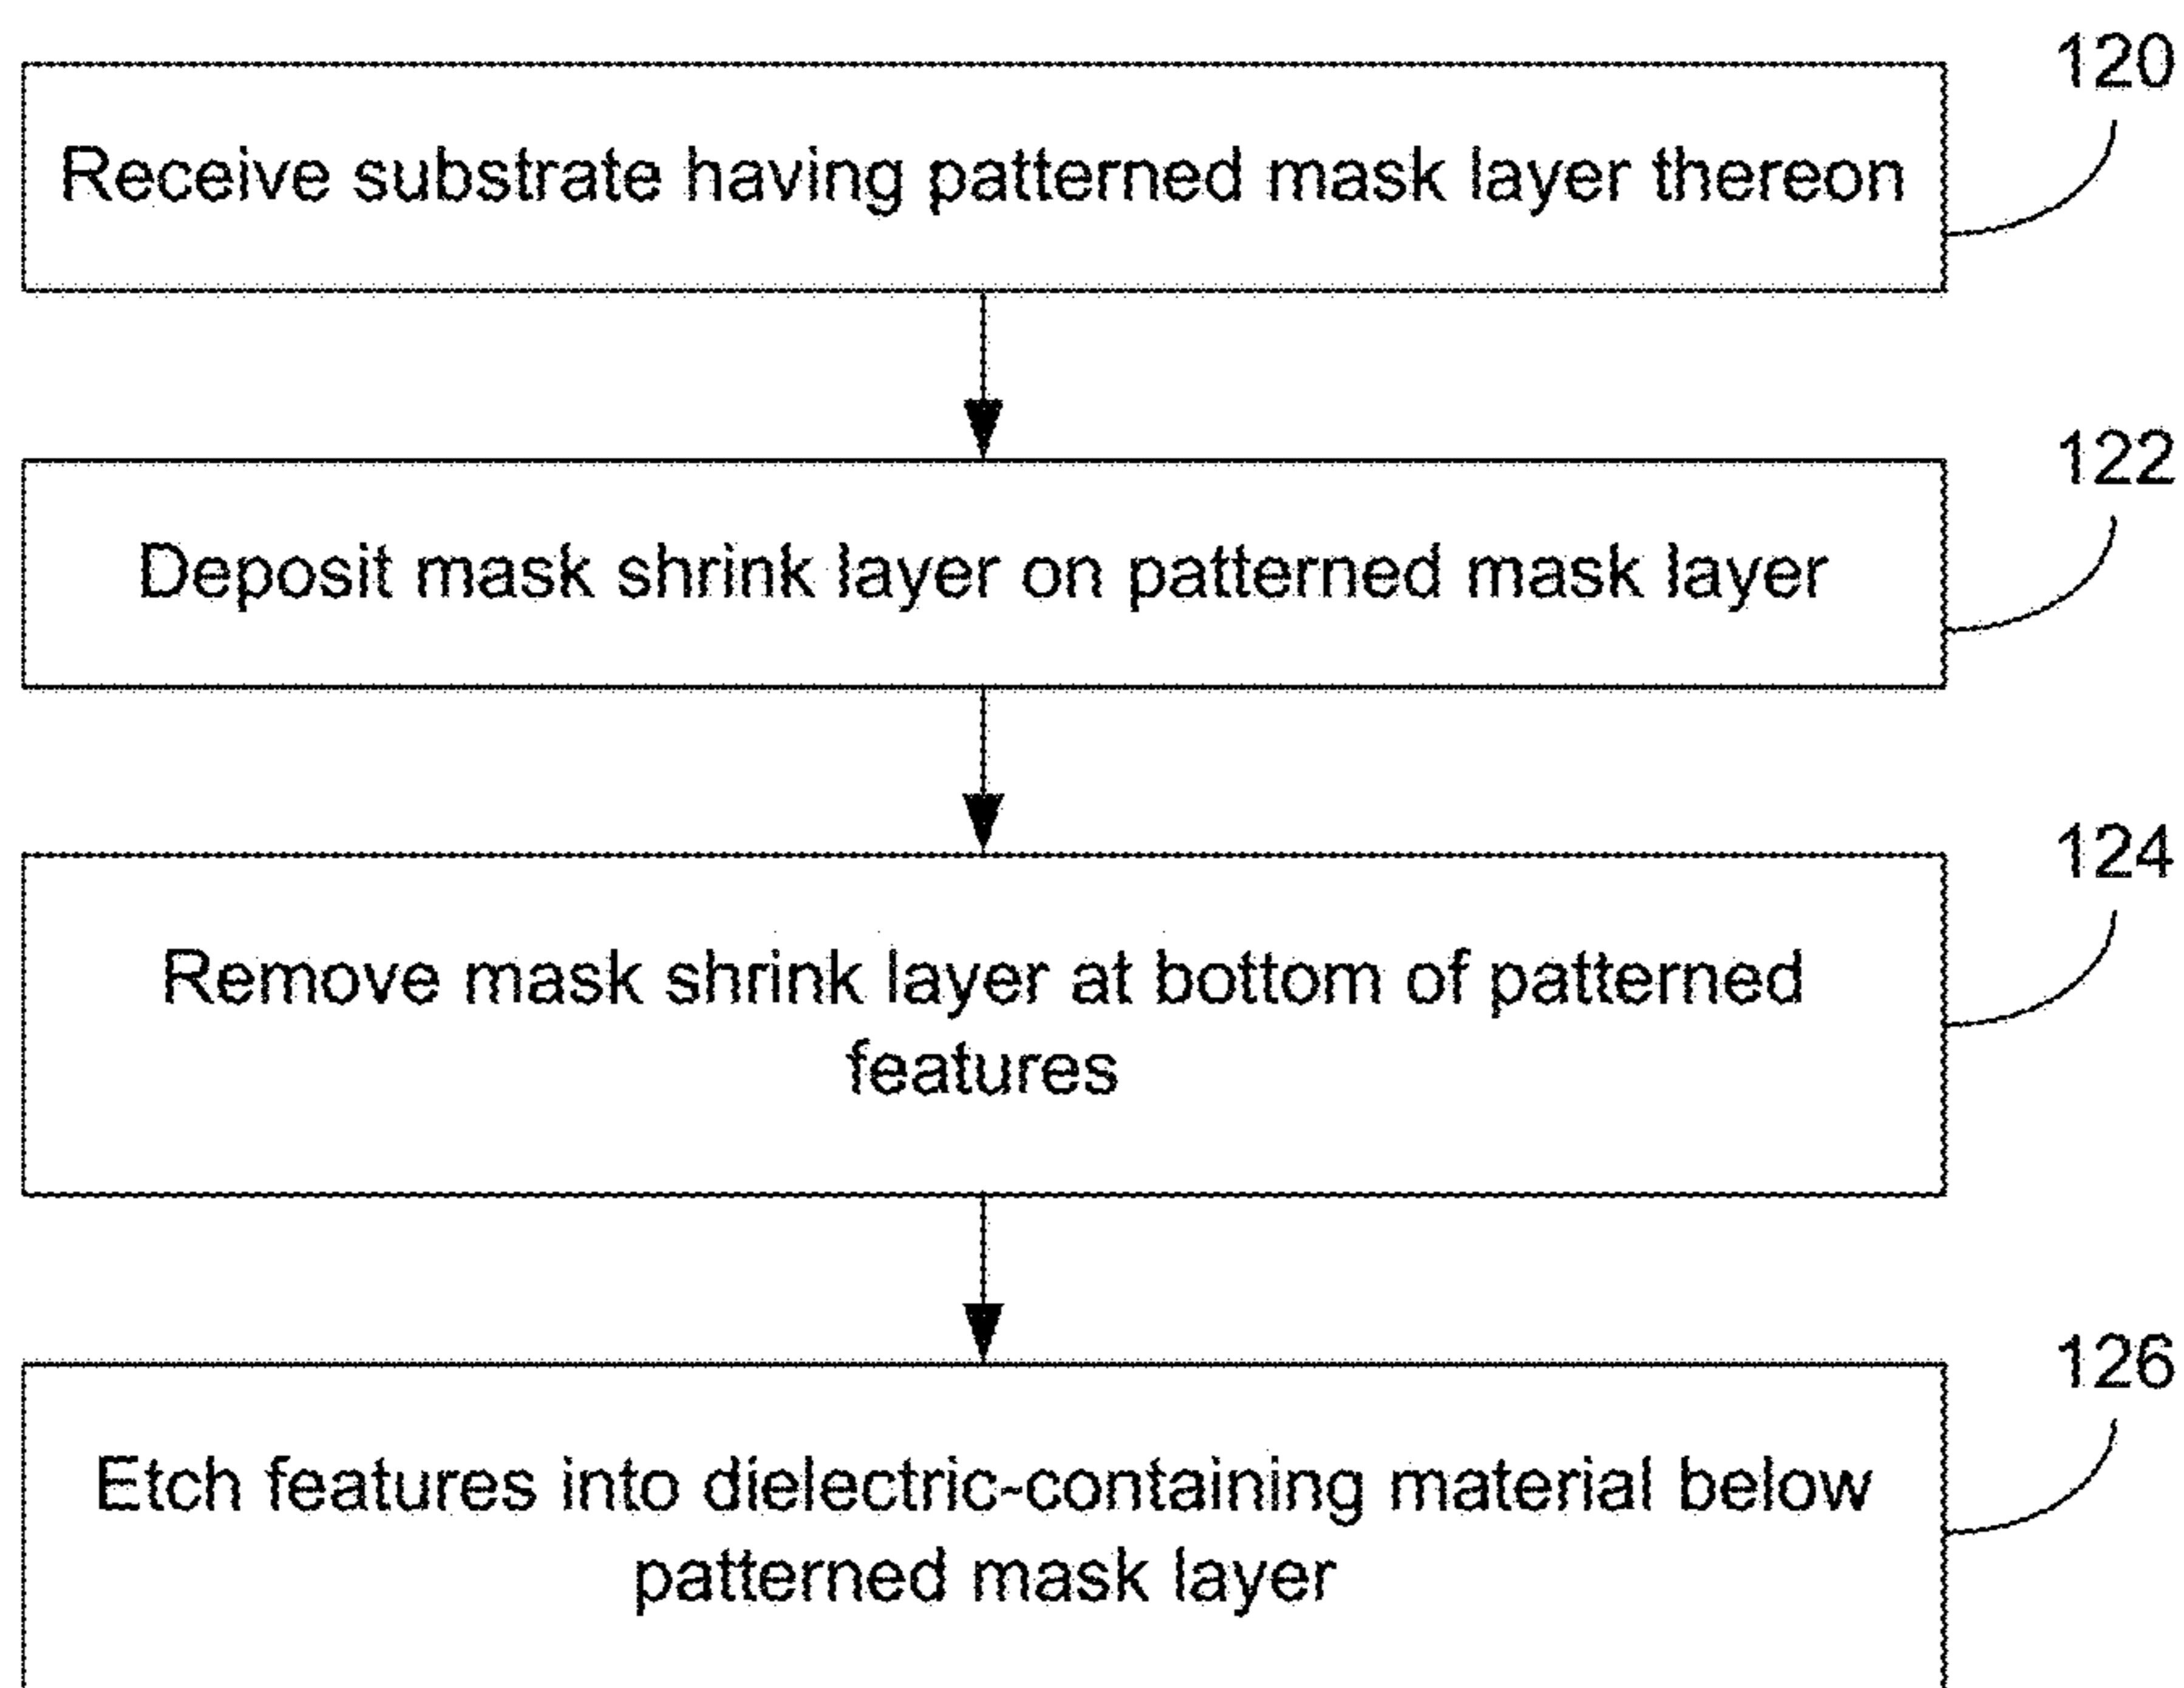 120
Receive substrate having patterned mask layer thereon
122
Deposit mask shrink layer on patterned mask layer
124
Remove mask shrink layer at bottom of patterned
features
126
Etch features into dielectric-containing material below
patterned mask layer